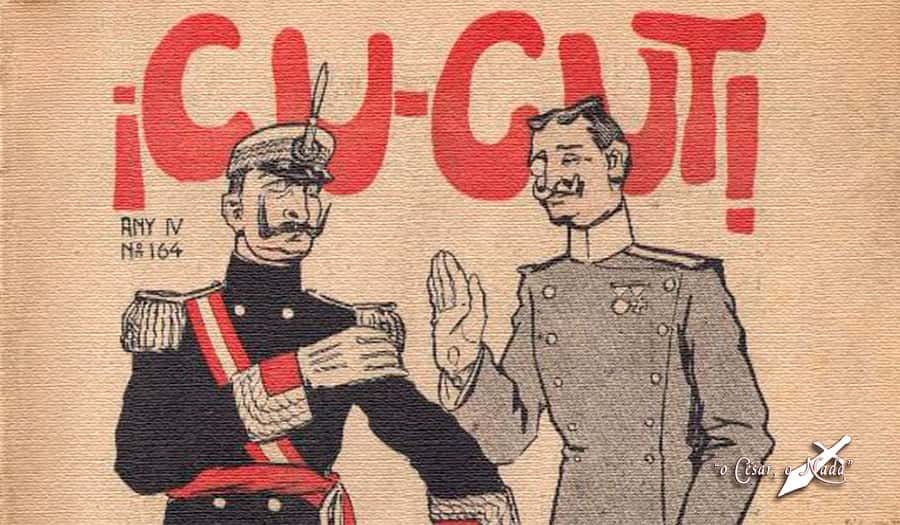 ¡CU-CUT!
ANY IV
Nº 164
"o César, o Nada"